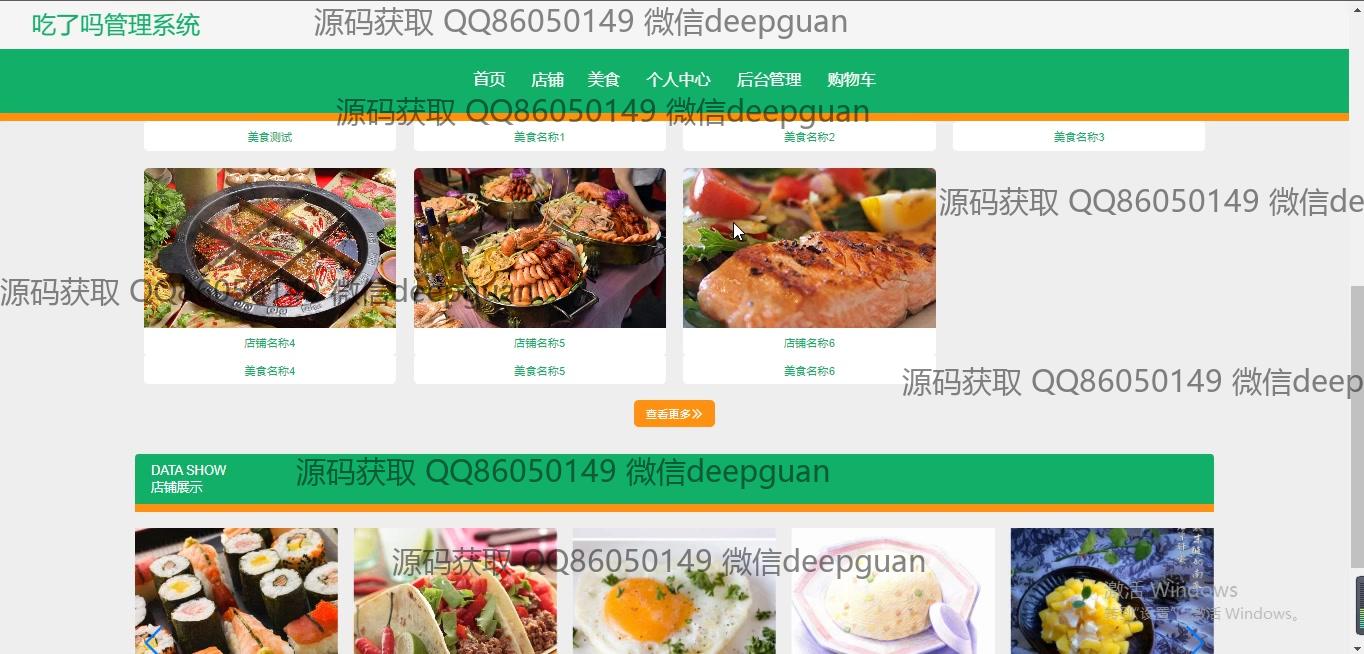 吃了吗管理系统
源码获取 QQ86050149 微信deepguan
首页 店铺 美食 个人中心 后台管理 购物车
源码获取 QQ86050149 微信deepguan
美食测试 美食名称1 美食名称2 美食名称3
源码获取 QQ86050149 微信de
源码获取 QQ86050149 微信deepguan
店铺名称4 店铺名称5 店铺名称6
美食名称4 美食名称5 美食名称6
源码获取 QQ86050149 微信deep
查看更多
DATA SHOW
店铺展示
源码获取 QQ86050149 微信deepguan
源码获取 QQ86050149 微信deepguan
激活 Windows
转到"设置"以激活 Windows。